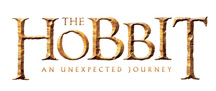 THE
HOBBIT
AN UNEXPECTED JOURNEY